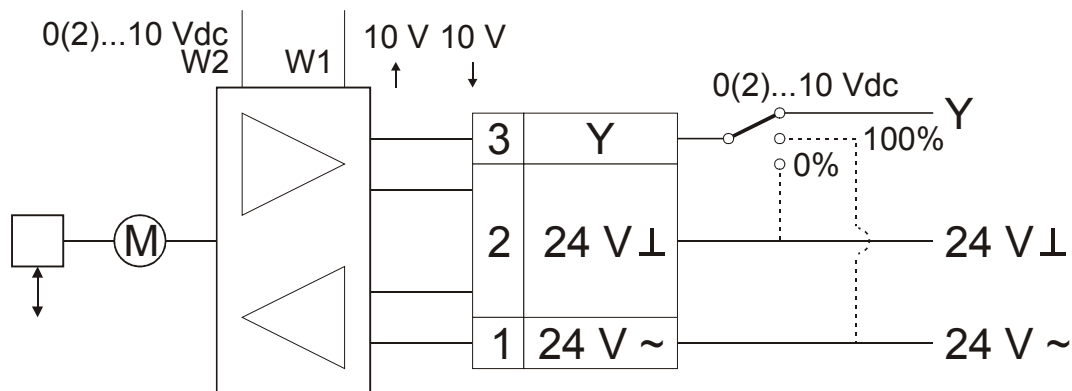 0(2)...10 Vdc
W2
W1
10 V
10 V
0(2)...10 Vdc
Y
3
Y
100%
0%
M
2
24 V ⊥
24 V ⊥
1
24 V ~
24 V ~